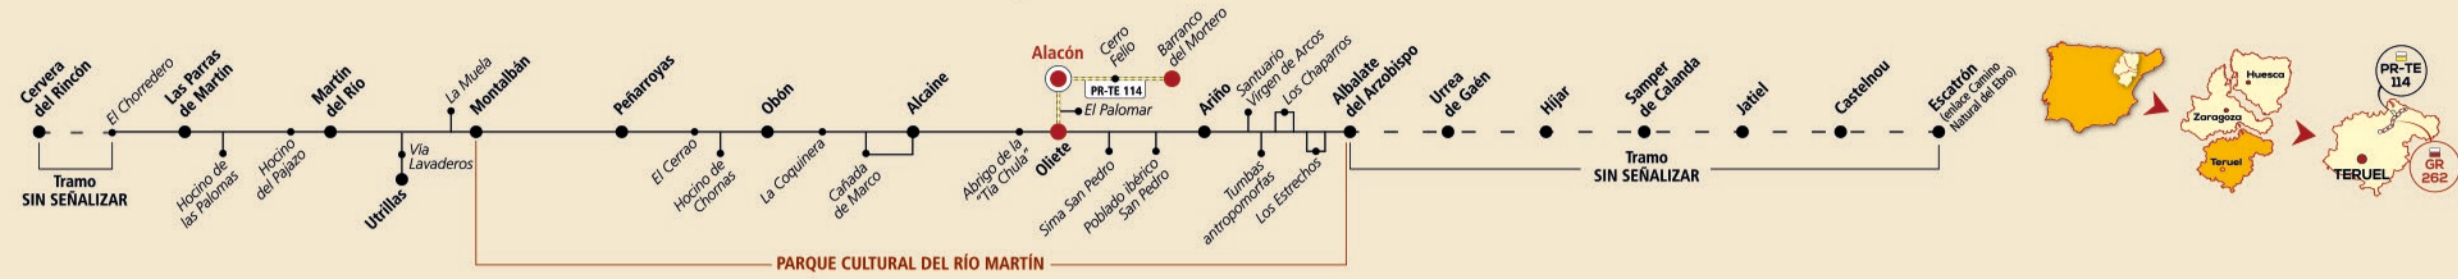 Cervera
del Rincón
El Chorredero
Las Parras
de Martín
Hocino de
las Palomas
Hocino
del Pajazo
Martín
del Río
Vía
Lavaderos
Utrillas
La Muela
Montalbán
Peñarroyas
El Cerrao
Hocino de
Chornas
Obón
La Coquinera
Cañada
de Marco
Alcaine
Abrigo de la
“Tía Chula”
Alacón
Cerro
Felío
Barranco
del Mortero
PR-TE 114
El Palomar
Oliete
Sima San Pedro
Poblado ibérico
San Pedro
Ariño
Santuario
Virgen de Arcos
Los Chaparros
Tumbas
antropomorfas
Los Estrechos
Albalate
del Arzobispo
Urrea
de Gaén
Híjar
Samper
de Calanda
Jatiel
Castelnou
Escatrón
(enlace Camino
Natural del Ebro)
Tramo
SIN SEÑALIZAR
Tramo
SIN SEÑALIZAR
PARQUE CULTURAL DEL RÍO MARTÍN
Huesca
Zaragoza
Teruel
PR-TE
114
TERUEL
GR
262